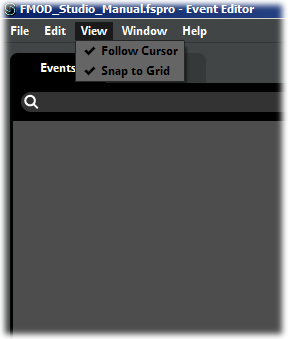 FMOD_Studio_Manual.fspro - Event Editor
File Edit View Window Help
Follow Cursor
Events
Snap to Grid